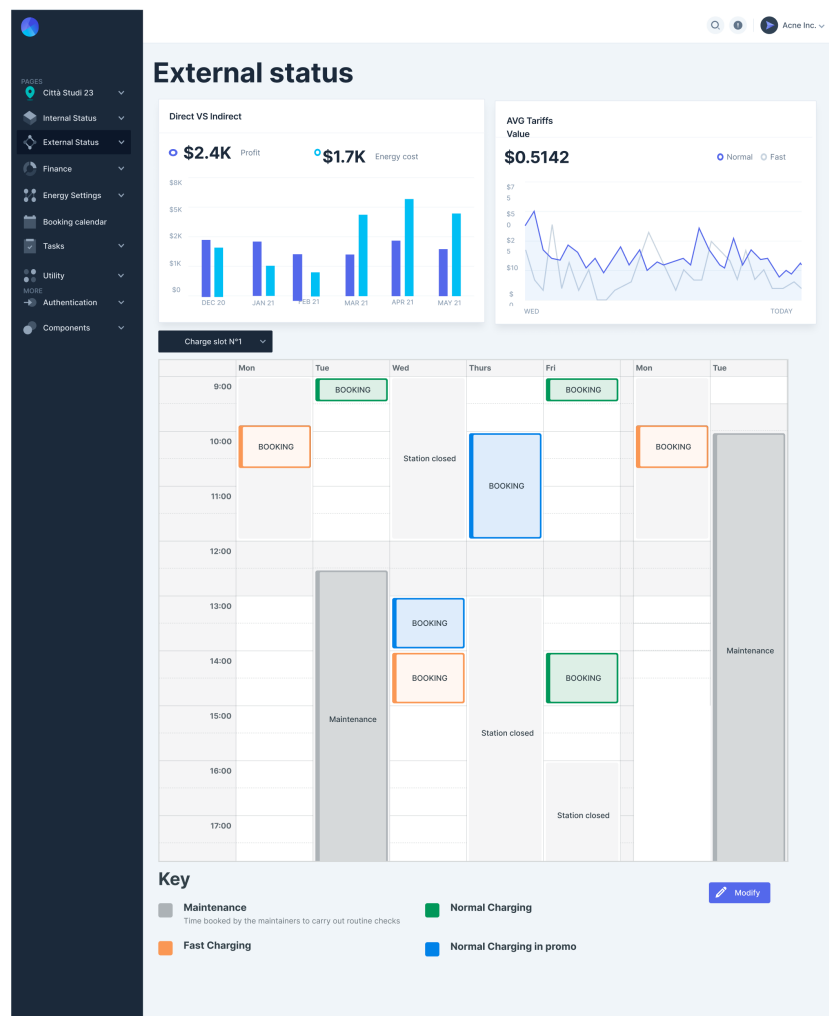 Acne Inc.
PAGES
Città Studi 23
Internal Status
External Status
Finance
Energy Settings
Booking calendar
Tasks
Utility
MORE
Authentication
Components
External status
Direct VS Indirect
$2.4K Profit
$1.7K Energy cost
$8K
$5K
$2K
$1K
$0
DEC 20 JAN 21 FEB 21 MAR 21 APR 21 MAY 21
AVG Tariffs
Value
$0.5142
Normal Fast
$7
5
$5
0
$2
5
$10
$
0
WED TODAY
Charge slot N°1
Mon Tue Wed Thurs Fri Mon Tue
9:00 BOOKING BOOKING
10:00 BOOKING Station closed BOOKING
BOOKING
11:00
12:00
13:00 BOOKING
Maintenance
14:00 BOOKING BOOKING
15:00 Maintenance
Station closed
16:00
Station closed
17:00
Key
Modify
Maintenance
Time booked by the maintainers to carry out routine checks
Normal Charging
Fast Charging
Normal Charging in promo